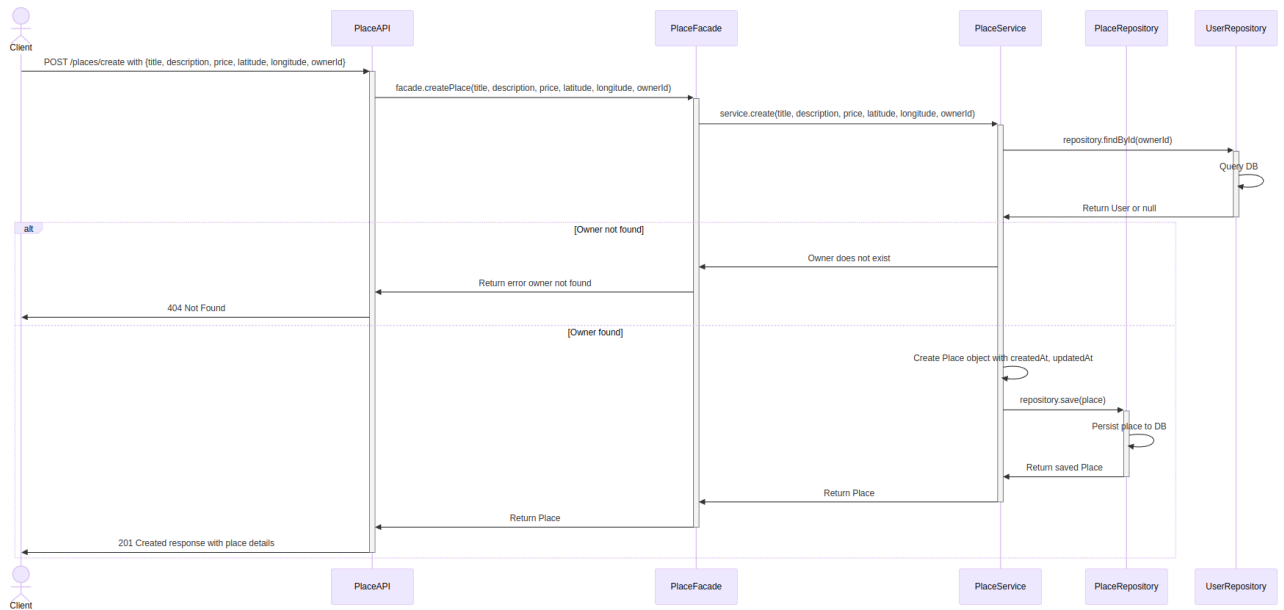 Client
PlaceAPI
PlaceFacade
PlaceService
PlaceRepository
UserRepository
POST /places/create with {title, description, price, latitude, longitude, ownerId}
facade.createPlace(title, description, price, latitude, longitude, ownerId)
service.create(title, description, price, latitude, longitude, ownerId)
repository.findById(ownerId)
Query DB
Return User or null
alt
[Owner not found]
Owner does not exist
Return error owner not found
404 Not Found
[Owner found]
Create Place object with createdAt, updatedAt
repository.save(place)
Persist place to DB
Return saved Place
Return Place
Return Place
201 Created response with place details
Client
PlaceAPI
PlaceFacade
PlaceService
PlaceRepository
UserRepository